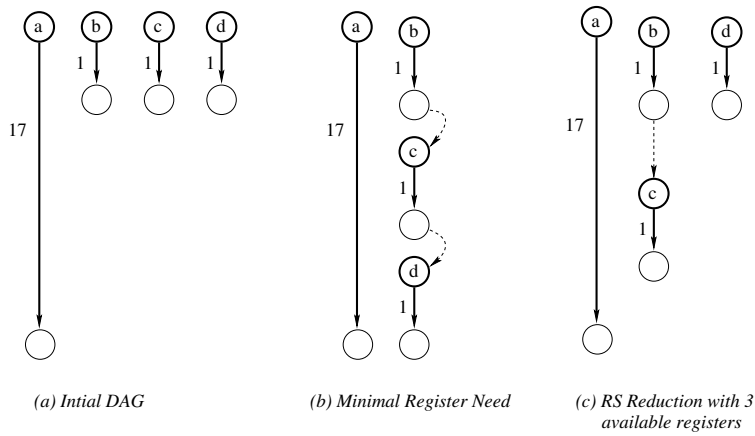 a
b
c
d
1
1
1
17
a
b
1
17
c
1
d
1
a
b
d
1
1
17
c
1
(a) Intial DAG
(b) Minimal Register Need
(c) RS Reduction with 3
available registers